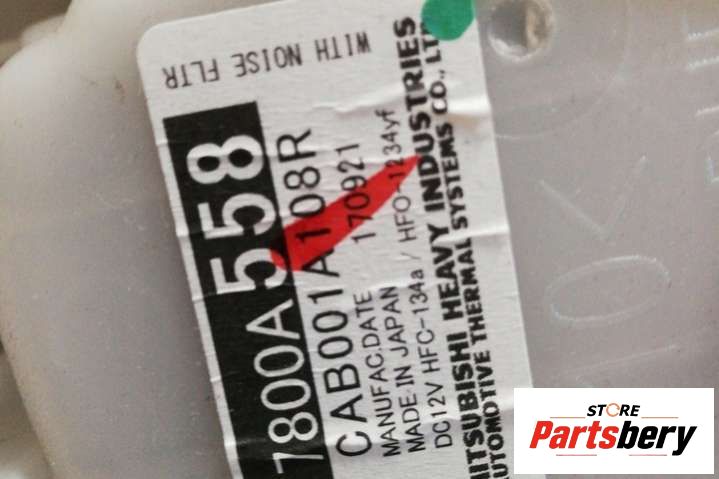 WITH NOISE FLTR
7800A558
CAB001A108R
MANUFAC.DATE 170921
MADE IN JAPAN
DC12V HFC-134a / HFO-1234yf
MITSUBISHI HEAVY INDUSTRIES
AUTOMOTIVE THERMAL SYSTEMS CO., LTD
STORE
Partsbery